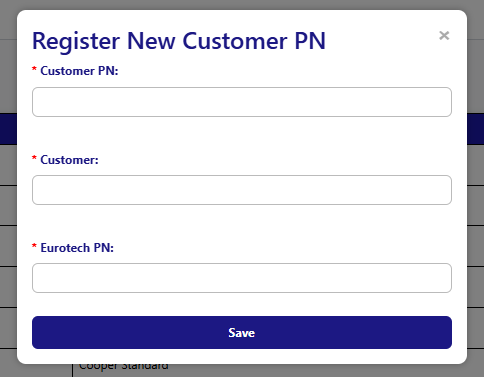 Register New Customer PN
×
* Customer PN:
* Customer:
* Eurotech PN:
Save
Cooper Standard